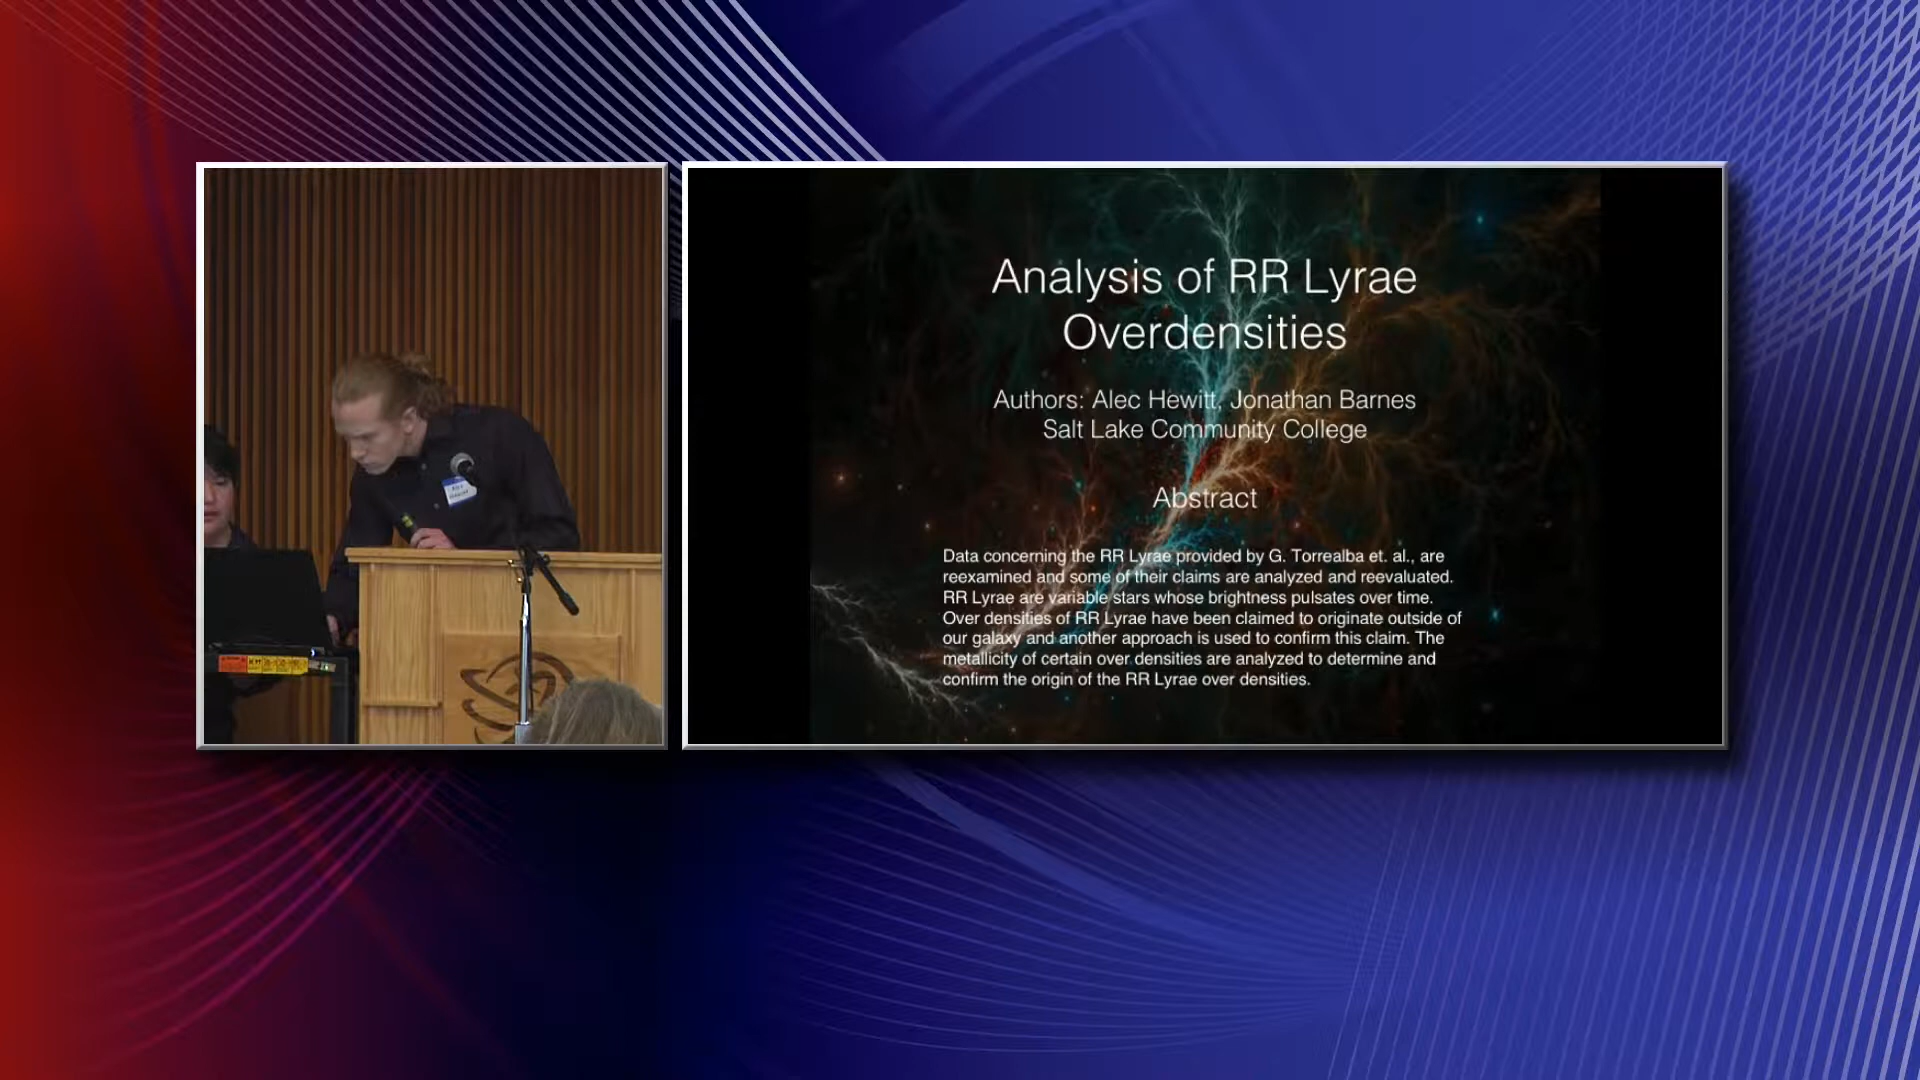 Analysis of RR Lyrae
Overdensities
Authors: Alec Hewitt, Jonathan Barnes
Salt Lake Community College
Abstract
Data concerning the RR Lyrae provided by G. Torrealba et. al., are
reexamined and some of their claims are analyzed and reevaluated.
RR Lyrae are variable stars whose brightness pulsates over time.
Over densities of RR Lyrae have been claimed to originate outside of
our galaxy and another approach is used to confirm this claim. The
metallicity of certain over densities are analyzed to determine and
confirm the origin of the RR Lyrae over densities.